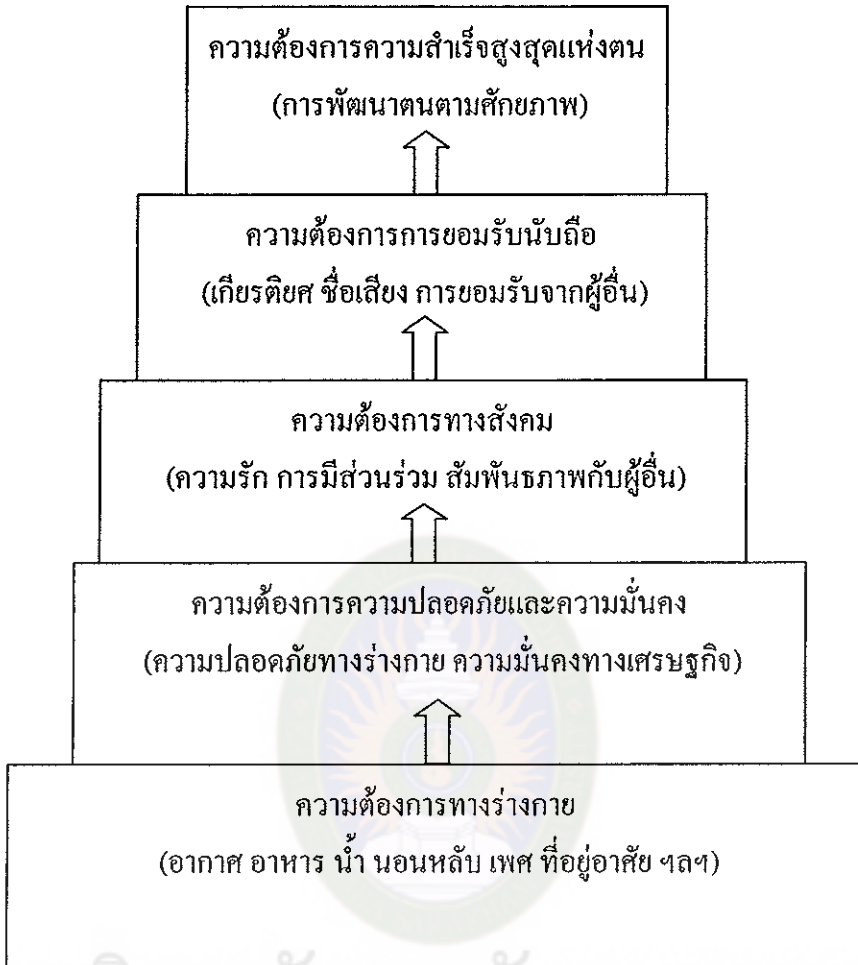 ความต้องการความสำเร็จสูงสุดแห่งตน
(การพัฒนาตนตามศักยภาพ)
ความต้องการการยอมรับนับถือ
(เกียรติยศ ชื่อเสียง การยอมรับจากผู้อื่น)
ความต้องการทางสังคม
(ความรัก การมีส่วนร่วม สัมพันธภาพกับผู้อื่น)
ความต้องการความปลอดภัยและความมั่นคง
(ความปลอดภัยทางร่างกาย ความมั่นคงทางเศรษฐกิจ)
ความต้องการทางร่างกาย
(อากาศ อาหาร น้ำ นอนหลับ เพศ ที่อยู่อาศัย ฯลฯ)